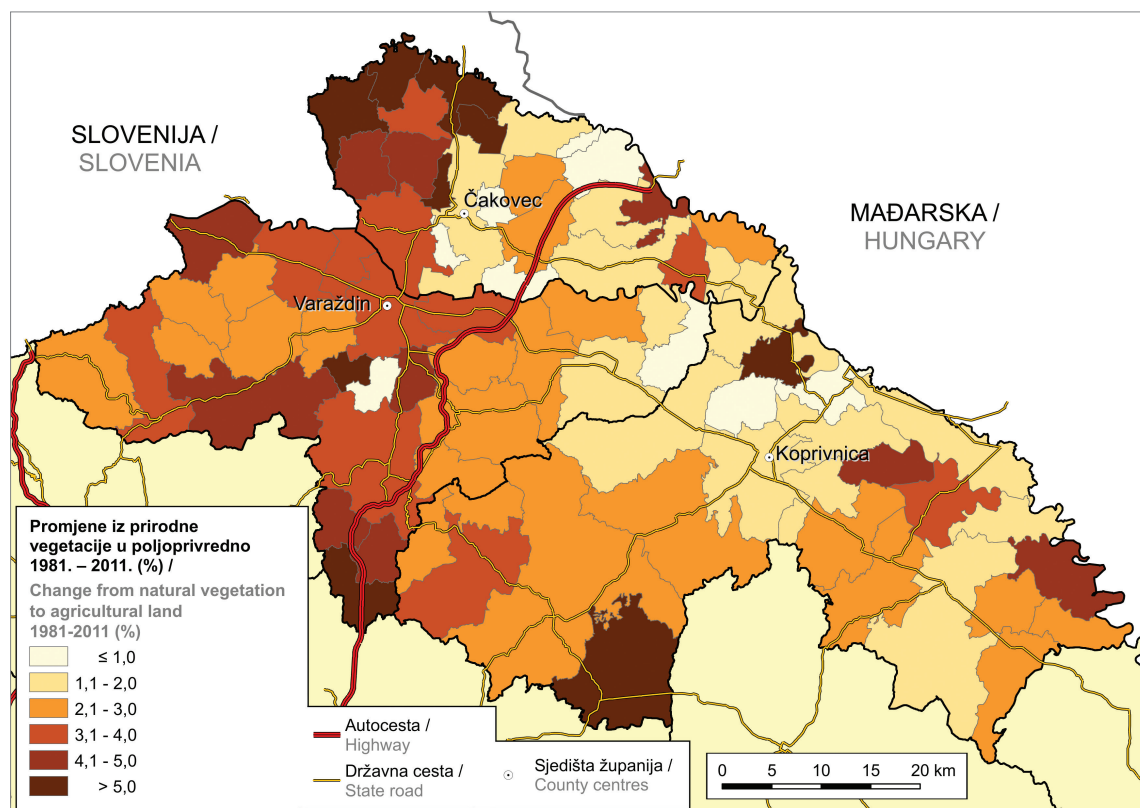 SLOVENIJA /
SLOVENIA
MAĐARSKA /
HUNGARY
Čakovec
Varaždin
Koprivnica
Promjene iz prirodne
vegetacije u poljoprivredno
1981. – 2011. (%) /
Change from natural vegetation
to agricultural land
1981-2011 (%)
≤ 1,0
1,1 - 2,0
2,1 - 3,0
3,1 - 4,0
4,1 - 5,0
> 5,0
Autocesta /
Highway
Državna cesta /
State road
Sjedišta županija /
County centres
0 5 10 15 20 km